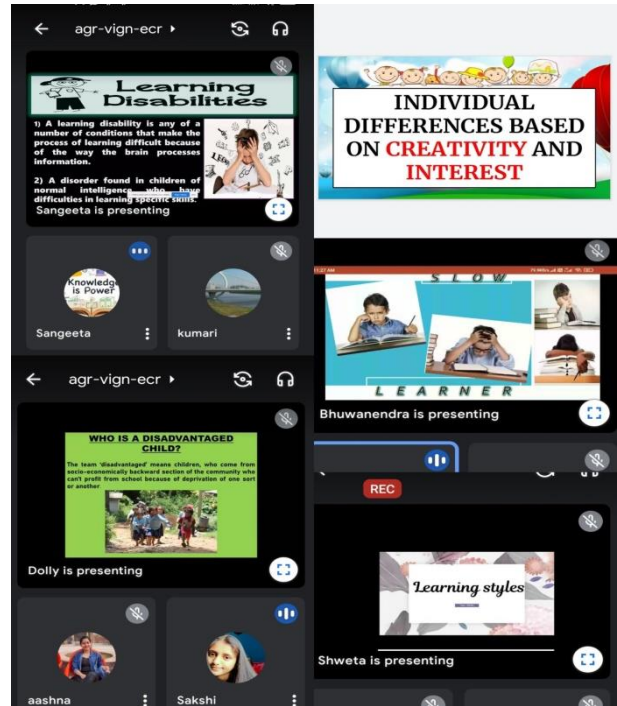 agr-vign-ecr
Learning
Disabilities
1) A learning disability is any of a
number of conditions that make the
process of learning difficult because
of the way the brain processes
information.
2) A disorder found in children of
normal intelligence who have
difficulties in learning specific skills.
Sangeeta is presenting
Knowledge
is Power
Sangeeta
kumari
agr-vign-ecr
WHO IS A DISADVANTAGED
CHILD?
The team 'disadvantaged' means children, who come from
socio-economically backward section of the community who
can't profit from school because of deprivation of one sort
or another.
Dolly is presenting
aashna
Sakshi
INDIVIDUAL
DIFFERENCES BASED
ON CREATIVITY AND
INTEREST
SLOW
LEARNER
Bhuwanendra is presenting
REC
Learning styles
Shweta is presenting